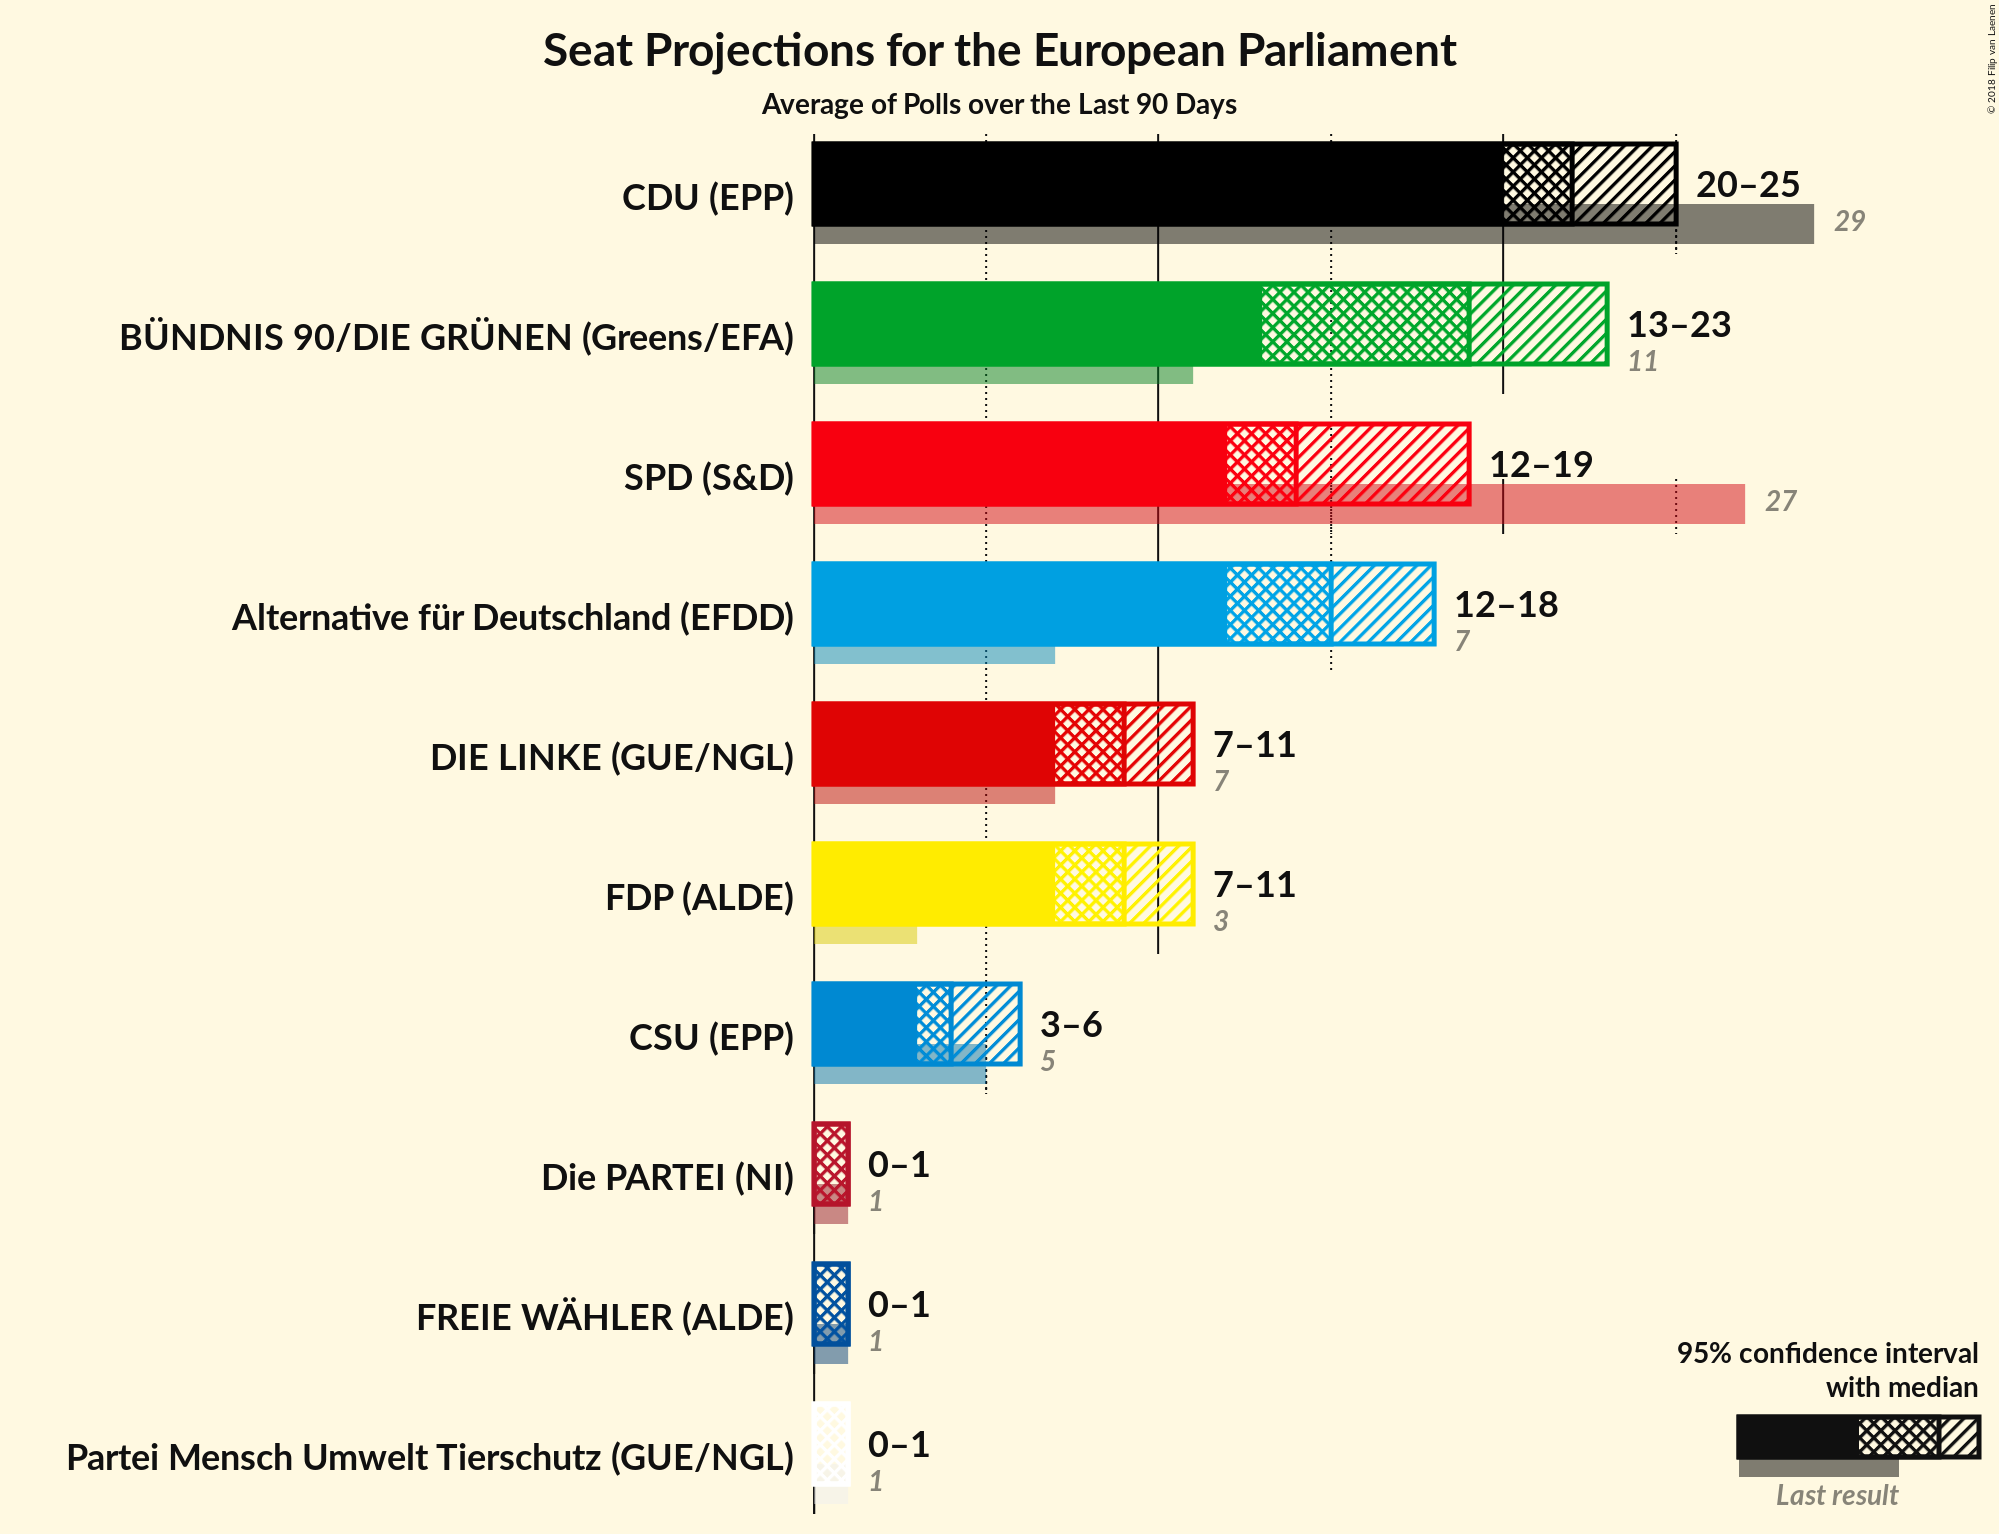 Seat Projections for the European Parliament
Average of Polls over the Last 90 Days
© 2018 Filip van Laenen
CDU (EPP)
20–25
29
BÜNDNIS 90/DIE GRÜNEN (Greens/EFA)
13–23
11
SPD (S&D)
12–19
27
Alternative für Deutschland (EFDD)
12–18
7
DIE LINKE (GUE/NGL)
7–11
7
FDP (ALDE)
7–11
3
CSU (EPP)
3–6
5
Die PARTEI (NI)
0–1
1
FREIE WÄHLER (ALDE)
0–1
1
Partei Mensch Umwelt Tierschutz (GUE/NGL)
0–1
1
95% confidence interval
with median
Last result